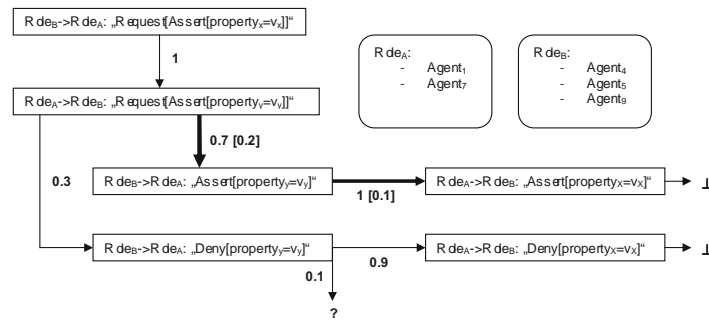 R deB->R deA: „Request[Assert[propertyx=vx]]“
1
R deA->R deB: „Request[Assert[propertyy=vy]]“
R deA:
- Agent1
- Agent7
R deB:
- Agent4
- Agent5
- Agent9
0.7 [0.2]
0.3
R deB->R deA: „Assert[propertyy=vy]“
1 [0.1]
R deA->R deB: „Assert[propertyX=vX]“
⊥
R deB->R deA: „Deny[propertyy=vy]“
0.9
R deA->R deB: „Deny[propertyX=vX]“
⊥
0.1
?